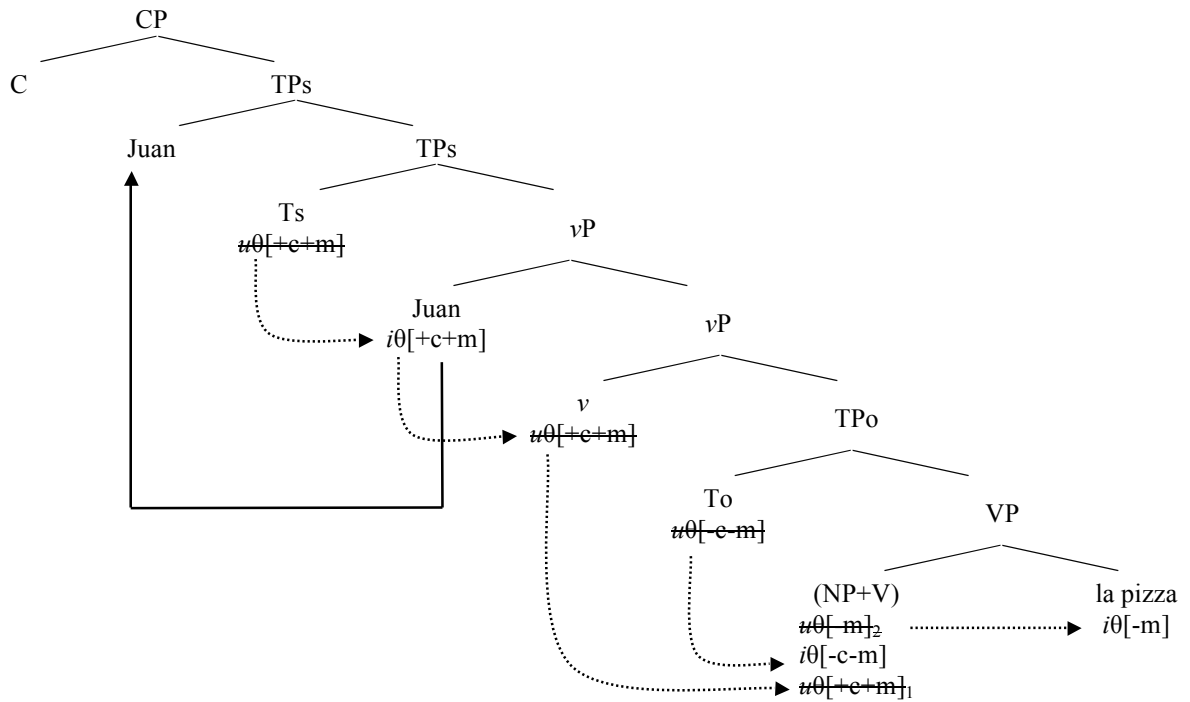 CP
C
TPs
Juan
TPs
Ts
uθ[+c+m]
vP
Juan
iθ[+c+m]
vP
v
uθ[+c+m]
TPo
To
uθ[-c-m]
VP
(NP+V)
la pizza
uθ[-m]₂
iθ[-m]
iθ[-c-m]
uθ[+c+m]₁